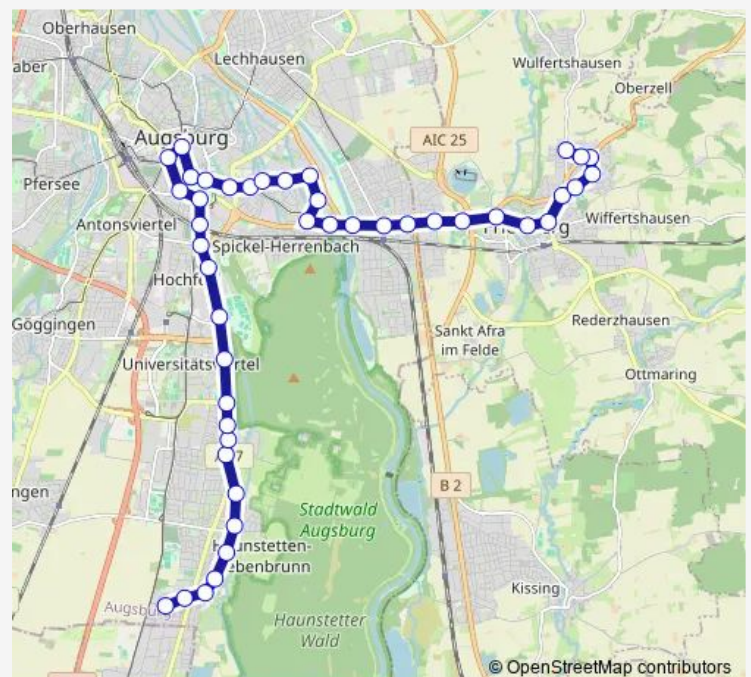 Oberhausen
Lechhausen
Wulfertshausen
Oberzell
AIC 25
Augsburg
Pfersee
Antonsviertel
Wiffertshausen
Spickel-Herrenbach
Göggingen
Sankt Afra
im Felde
Rederzhausen
Universitätsviertel
Ottmaring
B 2
Stadtwald
Augsburg
Kissing
Haunstetter
Wald
© OpenStreetMap contributors